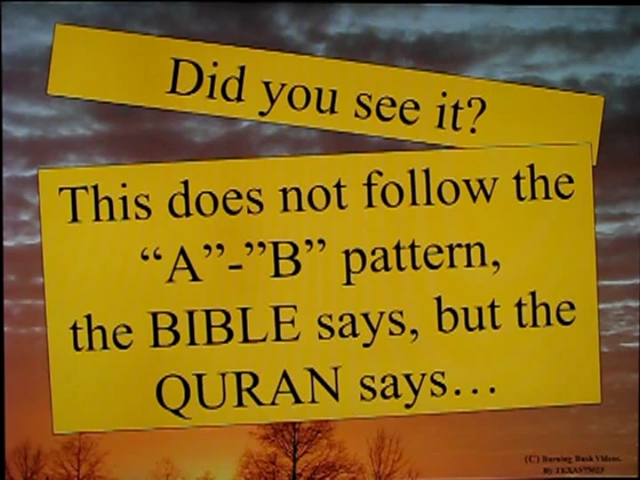 Did you see it?
This does not follow the
“A”-”B” pattern,
the BIBLE says, but the
QURAN says…
(C) Burning Bush Videos.